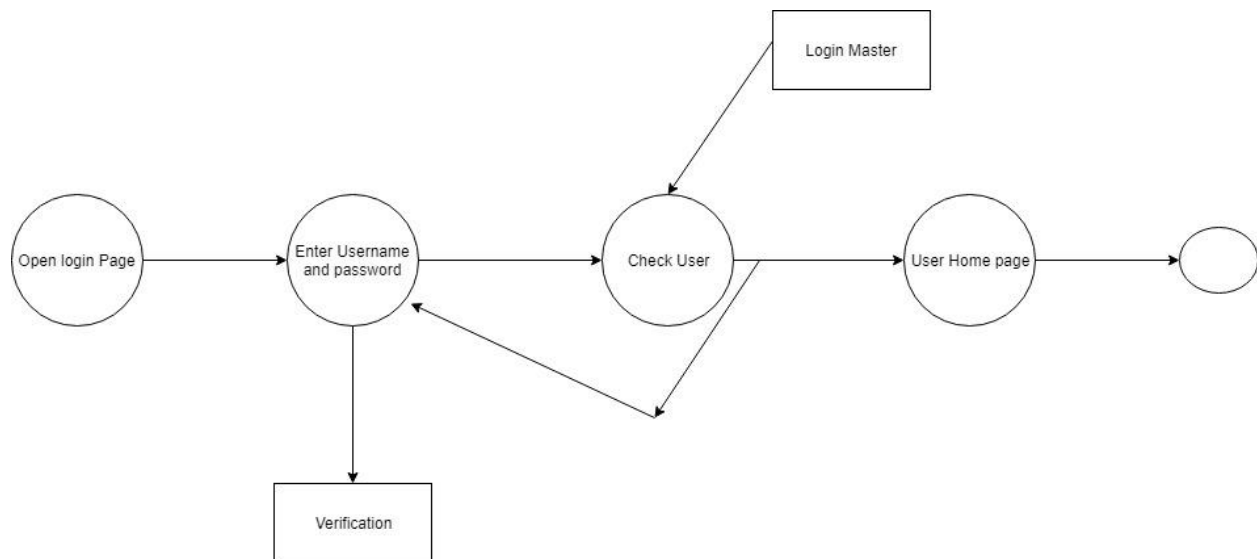 Login Master
Open login Page
Enter Username
and password
Check User
User Home page
Verification